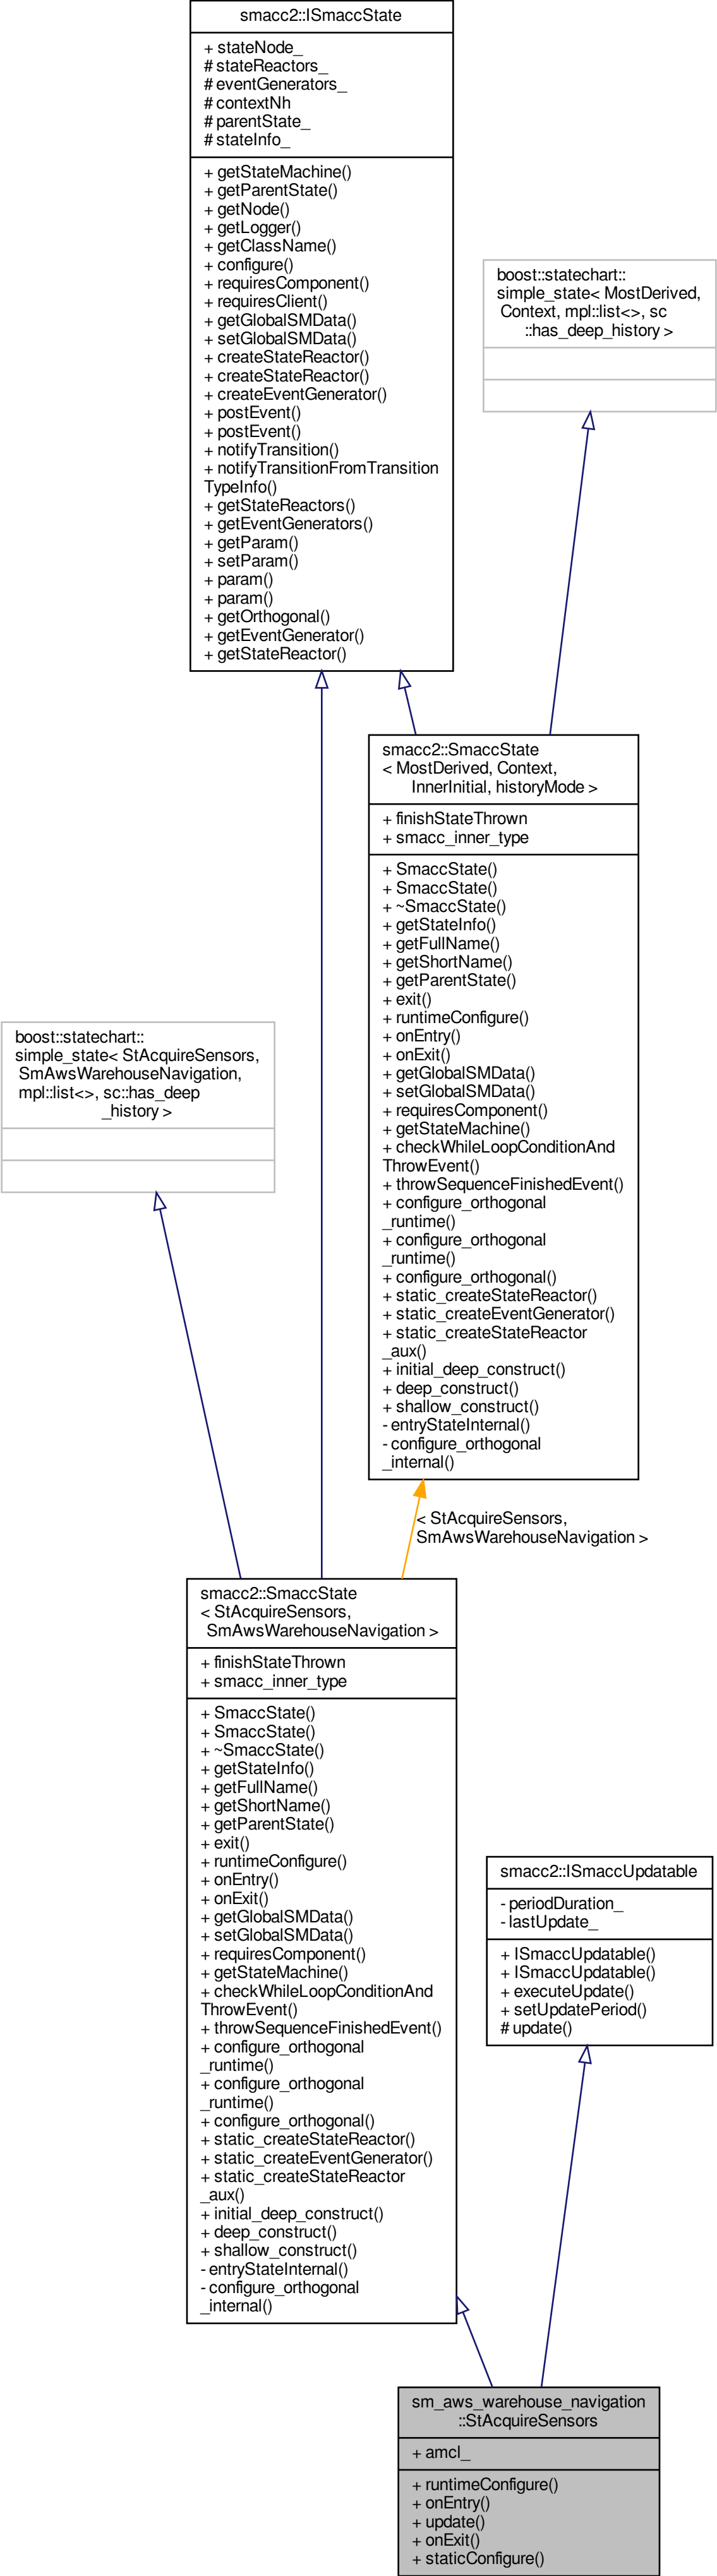 smacc2::ISmaccState
+ stateNode_
# stateReactors_
# eventGenerators_
# contextNh
# parentState_
# stateInfo_
+ getStateMachine()
+ getParentState()
+ getNode()
+ getLogger()
+ getClassName()
+ configure()
+ requiresComponent()
+ requiresClient()
+ getGlobalSMData()
+ setGlobalSMData()
+ createStateReactor()
+ createStateReactor()
+ createEventGenerator()
+ postEvent()
+ postEvent()
+ notifyTransition()
+ notifyTransitionFromTransition
TypeInfo()
+ getStateReactors()
+ getEventGenerators()
+ getParam()
+ setParam()
+ param()
+ param()
+ getOrthogonal()
+ getEventGenerator()
+ getStateReactor()
boost::statechart::
simple_state< MostDerived,
Context, mpl::list<>, sc
::has_deep_history >
smacc2::SmaccState
< MostDerived, Context,
InnerInitial, historyMode >
+ finishStateThrown
+ smacc_inner_type
+ SmaccState()
+ SmaccState()
+ ~SmaccState()
+ getStateInfo()
+ getFullName()
+ getShortName()
+ getParentState()
+ exit()
+ runtimeConfigure()
+ onEntry()
+ onExit()
+ getGlobalSMData()
+ setGlobalSMData()
+ requiresComponent()
+ getStateMachine()
+ checkWhileLoopConditionAnd
ThrowEvent()
+ throwSequenceFinishedEvent()
+ configure_orthogonal
_runtime()
+ configure_orthogonal
_runtime()
+ configure_orthogonal()
+ static_createStateReactor()
+ static_createEventGenerator()
+ static_createStateReactor
_aux()
+ initial_deep_construct()
+ deep_construct()
+ shallow_construct()
- entryStateInternal()
- configure_orthogonal
_internal()
boost::statechart::
simple_state< StAcquireSensors,
SmAwsWarehouseNavigation,
mpl::list<>, sc::has_deep
_history >
< StAcquireSensors,
SmAwsWarehouseNavigation >
smacc2::SmaccState
< StAcquireSensors,
SmAwsWarehouseNavigation >
+ finishStateThrown
+ smacc_inner_type
+ SmaccState()
+ SmaccState()
+ ~SmaccState()
+ getStateInfo()
+ getFullName()
+ getShortName()
+ getParentState()
+ exit()
+ runtimeConfigure()
+ onEntry()
+ onExit()
+ getGlobalSMData()
+ setGlobalSMData()
+ requiresComponent()
+ getStateMachine()
+ checkWhileLoopConditionAnd
ThrowEvent()
+ throwSequenceFinishedEvent()
+ configure_orthogonal
_runtime()
+ configure_orthogonal
_runtime()
+ configure_orthogonal()
+ static_createStateReactor()
+ static_createEventGenerator()
+ static_createStateReactor
_aux()
+ initial_deep_construct()
+ deep_construct()
+ shallow_construct()
- entryStateInternal()
- configure_orthogonal
_internal()
smacc2::ISmaccUpdatable
- periodDuration_
- lastUpdate_
+ ISmaccUpdatable()
+ ISmaccUpdatable()
+ executeUpdate()
+ setUpdatePeriod()
# update()
sm_aws_warehouse_navigation
::StAcquireSensors
+ amcl_
+ runtimeConfigure()
+ onEntry()
+ update()
+ onExit()
+ staticConfigure()